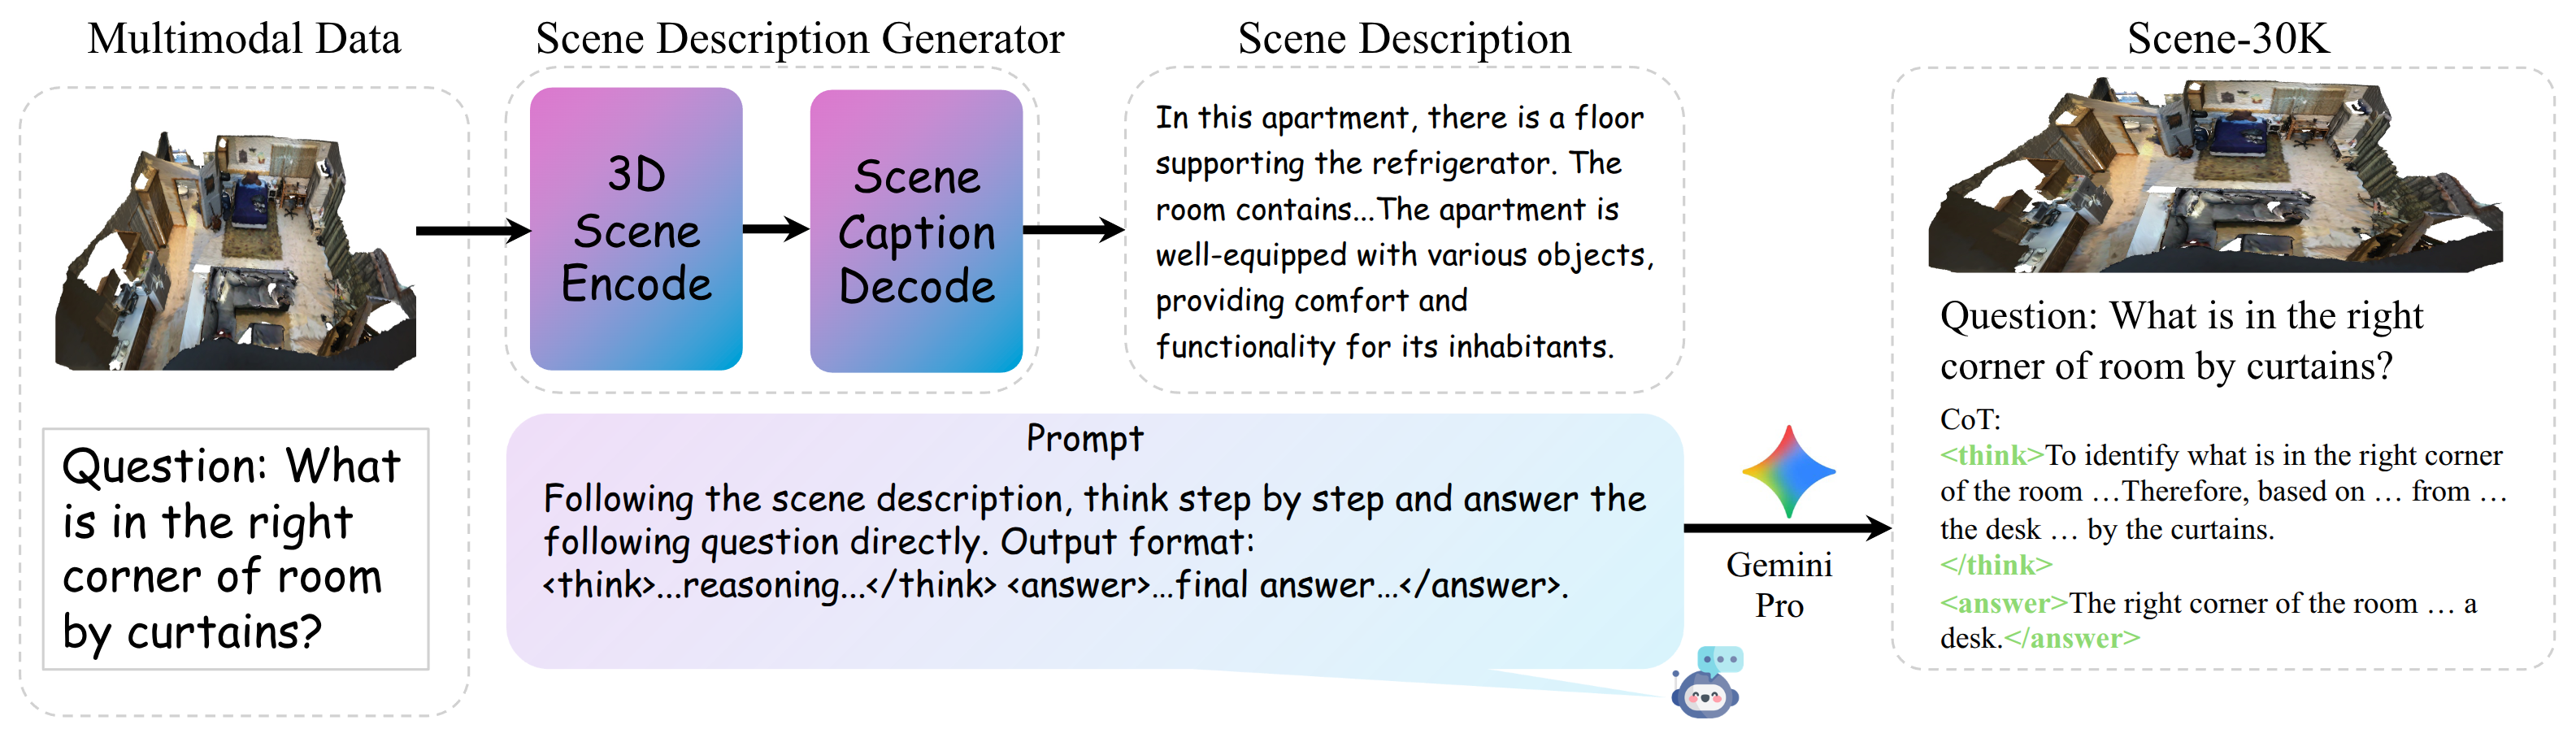 Multimodal Data
Question: What
is in the right
corner of room
by curtains?
Scene Description Generator
3D
Scene
Encode
Scene
Caption
Decode
Scene Description
In this apartment, there is a floor
supporting the refrigerator. The
room contains...The apartment is
well-equipped with various objects,
providing comfort and
functionality for its inhabitants.
Prompt
Following the scene description, think step by step and answer the
following question directly. Output format:
<think>...reasoning...</think> <answer>...final answer...</answer>.
Gemini
Pro
Scene-30K
Question: What is in the right
corner of room by curtains?
CoT:
<think>To identify what is in the right corner
of the room …Therefore, based on … from …
the desk … by the curtains.
</think>
<answer>The right corner of the room … a
desk.</answer>